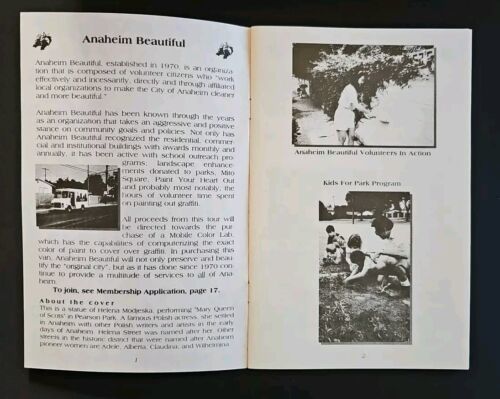 Anaheim Beautiful
Anaheim Beautiful, established in 1970, is an organiza-
tion that is composed of volunteer citizens who "work
effectively and incessantly, directly and through affiliated
local organizations to make the City of Anaheim cleaner
and more beautiful."
Anaheim Beautiful has been known through the years
as an organization that takes an aggressive and positive
stance on community goals and policies. Not only has
Anaheim Beautiful recognized the residential, commer-
cial and institutional buildings with awards monthly and
annually, it has been active with school outreach pro-
grams, landscape enhance-
ments donated to parks, Mito
Square, Paint Your Heart Out
and probably most notably, the
hours of volunteer time spent
on painting out graffiti.
All proceeds from this tour will
be directed towards the pur-
chase of a Mobile Color Lab,
which has the capabilities of computerizing the exact
color of paint to cover over graffiti. In purchasing this
van, Anaheim Beautiful will not only preserve and beau-
tify the "original city", but as it has done since 1970 con-
tinue to provide a multitude of services to all of Ana-
heim.
To join, see Membership Application, page 17.
About the cover
This is a statue of Helena Modjeska, performing "Mary Queen
of Scots" in Pearson Park. A famous Polish actress, she settled
in Anaheim with other Polish writers and artists in the early
days of Anaheim. Helena Street was named after her. Other
streets in the historic district that were named after Anaheim
pioneer women are Adele, Alberta, Claudina, and Wilhelmina.
1
Anaheim Beautiful Volunteers In Action
Kids For Park Program
2